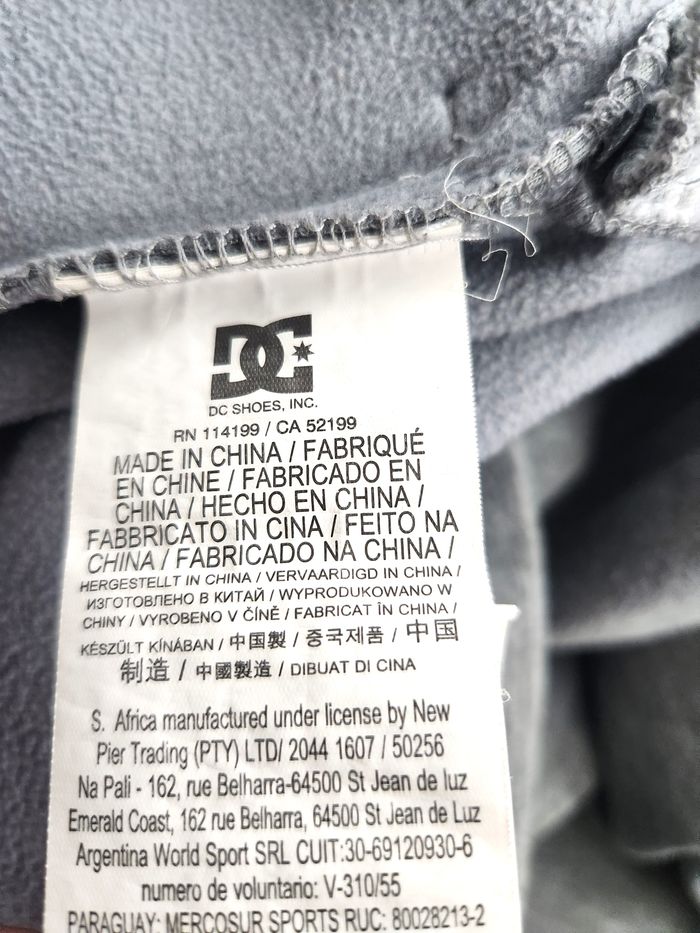 DC
DC SHOES, INC.
RN 114199 / CA 52199
MADE IN CHINA / FABRIQUÉ
EN CHINE / FABRICADO EN
CHINA / HECHO EN CHINA /
FABBRICATO IN CINA / FEITO NA
CHINA / FABRICADO NA CHINA /
HERGESTELLT IN CHINA / VERVAARDIGD IN CHINA /
ИЗГОТОВЛЕНО В КИТАЙ / WYPRODUKOWANO W
CHINY / VYROBENO V ČÍNĚ / FABRICAT ÎN CHINA /
KÉSZÜLT KÍNÁBAN / 中国製 / 중국제품 / 中国
制造 / 中國製造 / DIBUAT DI CINA
S. Africa manufactured under license by New
Pier Trading (PTY) LTD/ 2044 1607 / 50256
Na Pali - 162, rue Belharra-64500 St Jean de luz
Emerald Coast, 162 rue Belharra, 64500 St Jean de Luz
Argentina World Sport SRL CUIT:30-69120930-6
numero de voluntario: V-310/55
PARAGUAY: MERCOSUR SPORTS RUC: 80028213-2